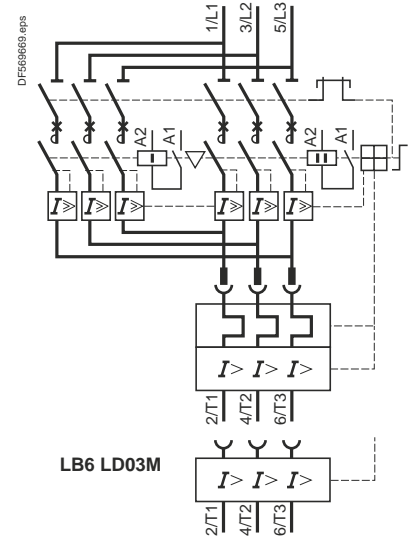 DF569669.eps
1/L1
3/L2
5/L3
A2
A1
A2
A1
I I
I>> I>> I>> I>> I>> I>>
I> I> I>
2/T1
4/T2
6/T3
LB6 LD03M
I> I> I>
2/T1
4/T2
6/T3